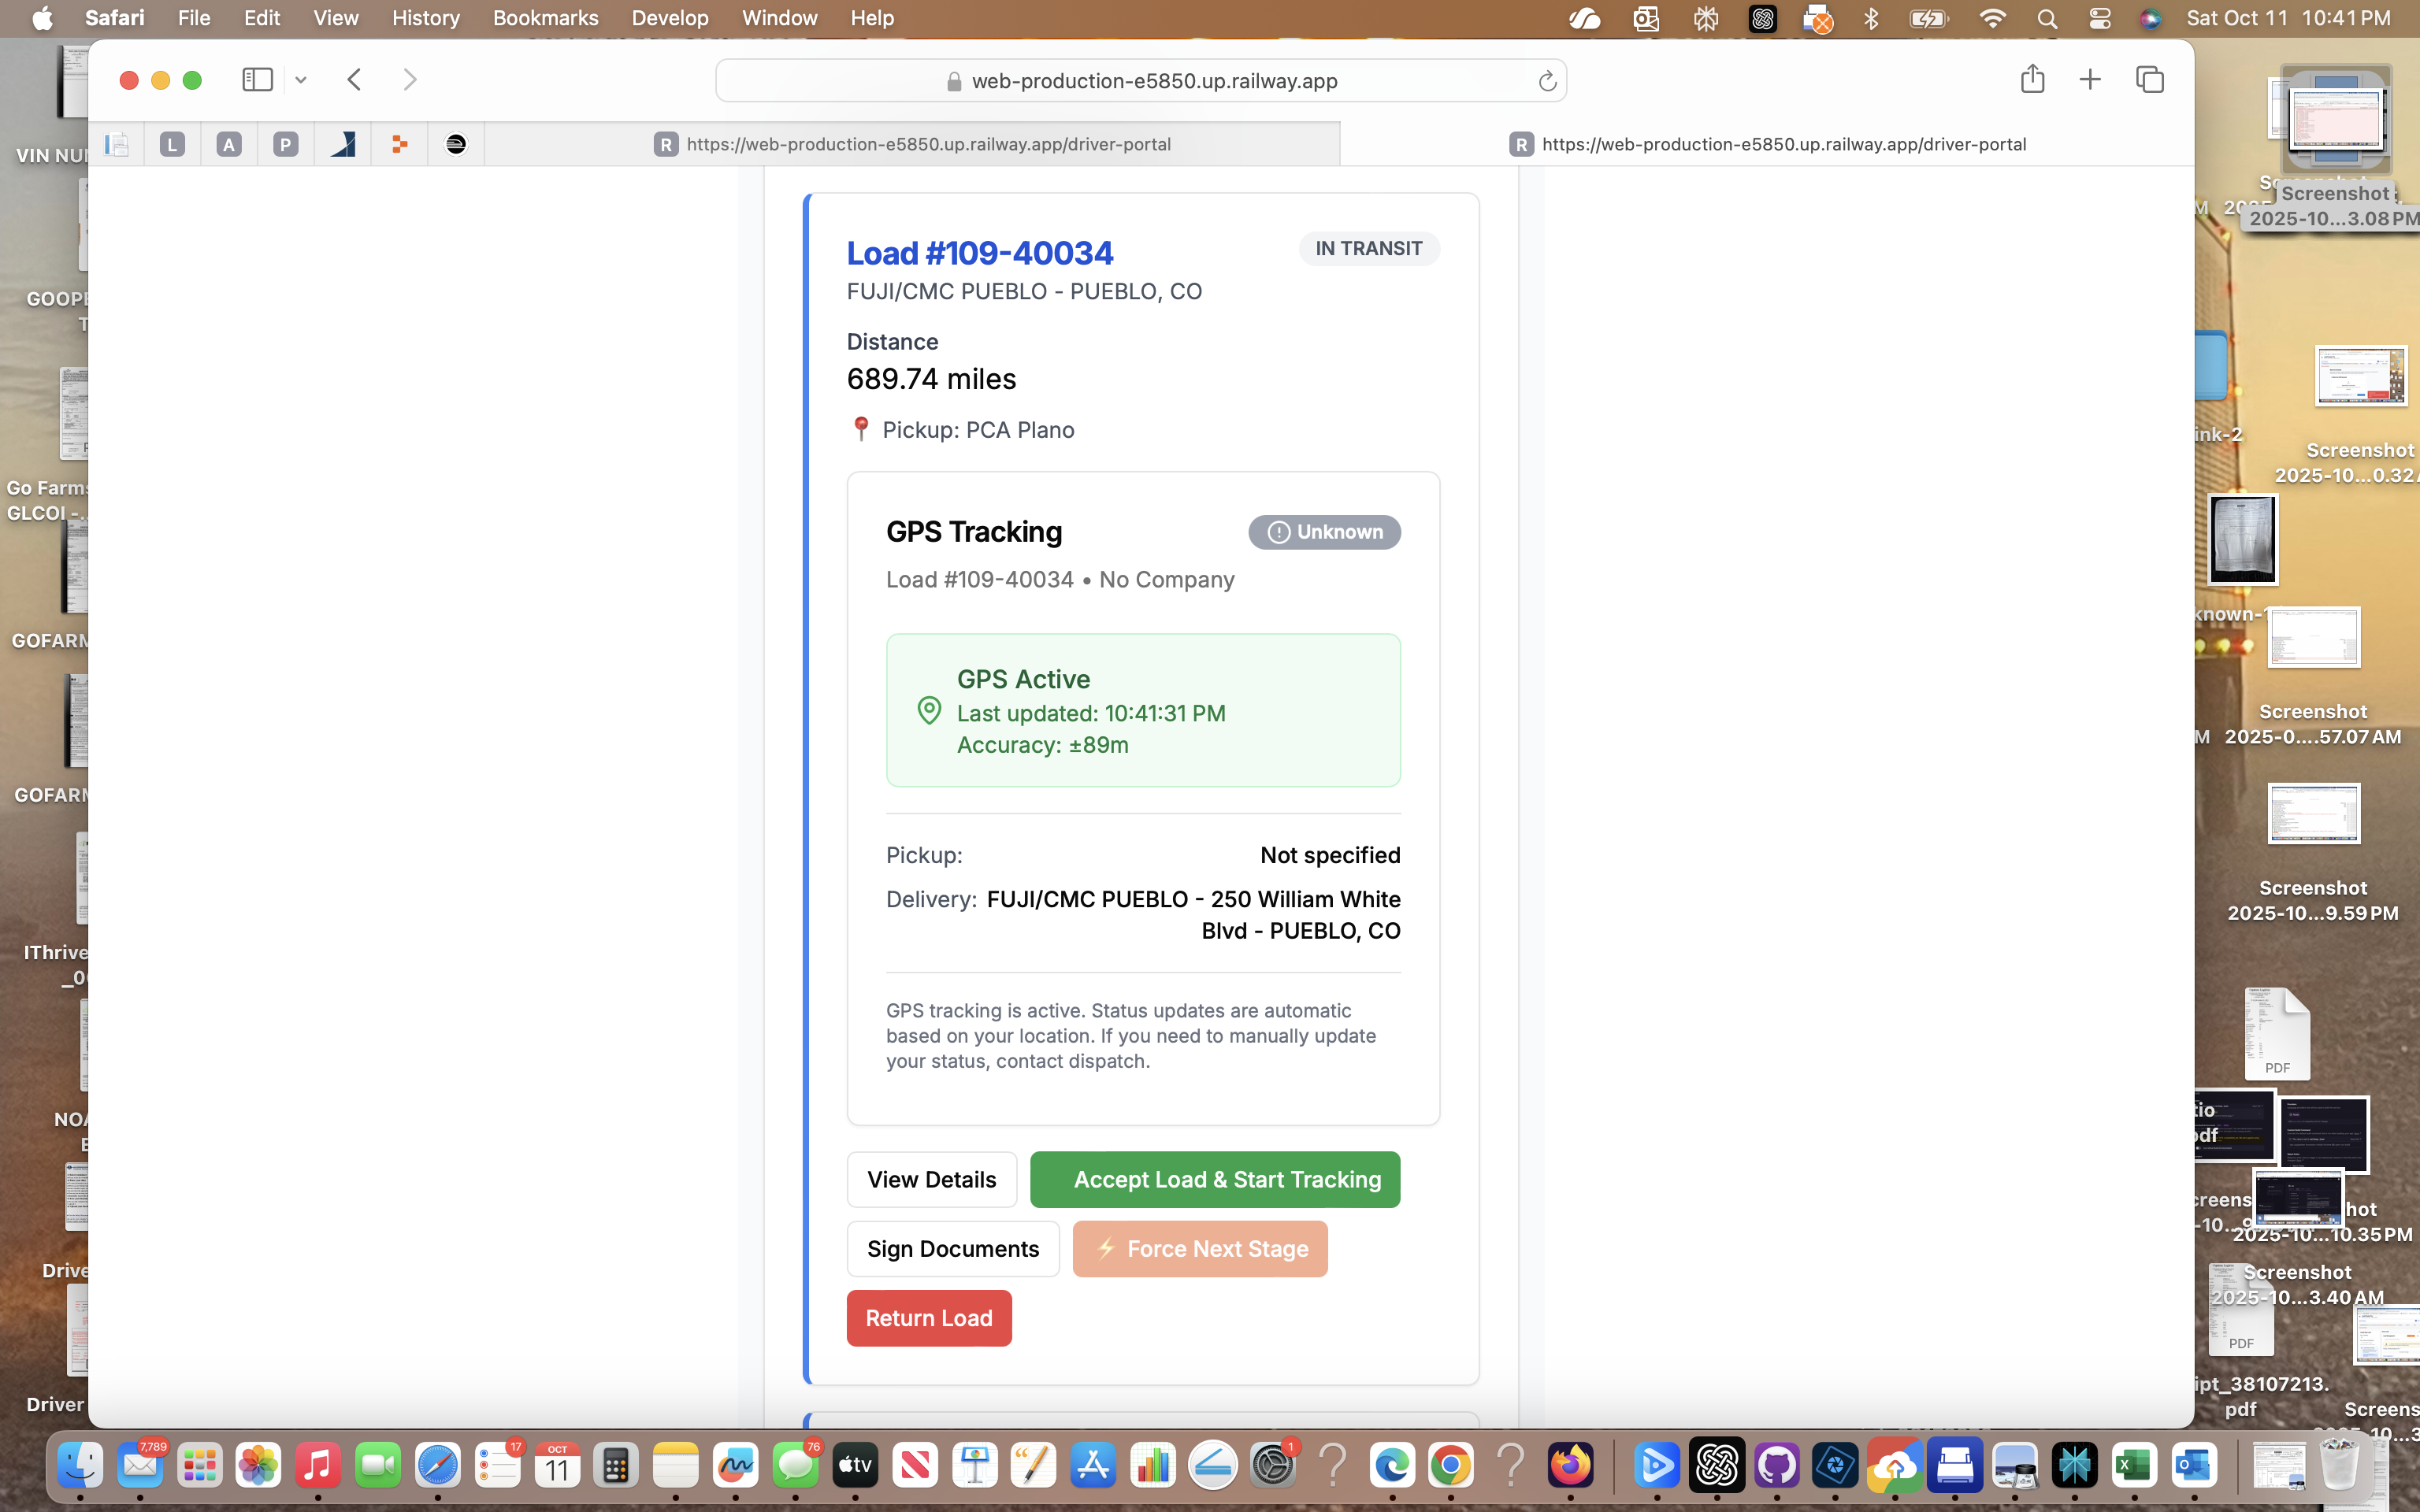 Safari File Edit View History Bookmarks Develop Window Help Sat Oct 11 10:41 PM
web-production-e5850.up.railway.app
L A P R https://web-production-e5850.up.railway.app/driver-portal R https://web-production-e5850.up.railway.app/driver-portal
Load #109-40034
IN TRANSIT
FUJI/CMC PUEBLO - PUEBLO, CO
Distance
689.74 miles
📍 Pickup: PCA Plano
GPS Tracking
Unknown
Load #109-40034 • No Company
GPS Active
Last updated: 10:41:31 PM
Accuracy: ±89m
Pickup: Not specified
Delivery: FUJI/CMC PUEBLO - 250 William White
Blvd - PUEBLO, CO
GPS tracking is active. Status updates are automatic
based on your location. If you need to manually update
your status, contact dispatch.
View Details
Accept Load & Start Tracking
Sign Documents
⚡ Force Next Stage
Return Load
VIN NU
GOOP
Go Farms
GLCOI -..
GOFARM
GOFARM
IThrive
NOA
Drive
Driver
Screenshot
2025-10...3.08 PM
ink-2
Screenshot
2025-10...0.32
known-1
Screenshot
2025-0....57.07 AM
Screenshot
2025-10...9.59 PM
PDF
tio
pdf
2025-10...10.35 PM
Screenshot
2025-10...3.40 AM
PDF
ipt_38107213.
pdf
Screens
7,789
17
OCT
11
76
tv
1